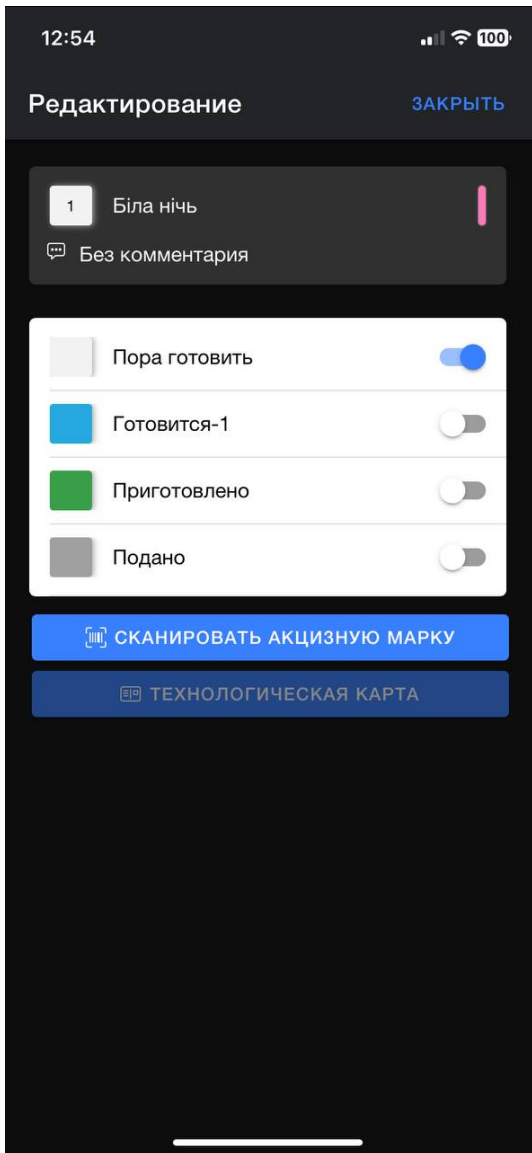 12:54
100
Редактирование
ЗАКРЫТЬ
1
Біла нічь
Без комментария
Пора готовить
Готовится-1
Приготовлено
Подано
СКАНИРОВАТЬ АКЦИЗНУЮ МАРКУ
ТЕХНОЛОГИЧЕСКАЯ КАРТА